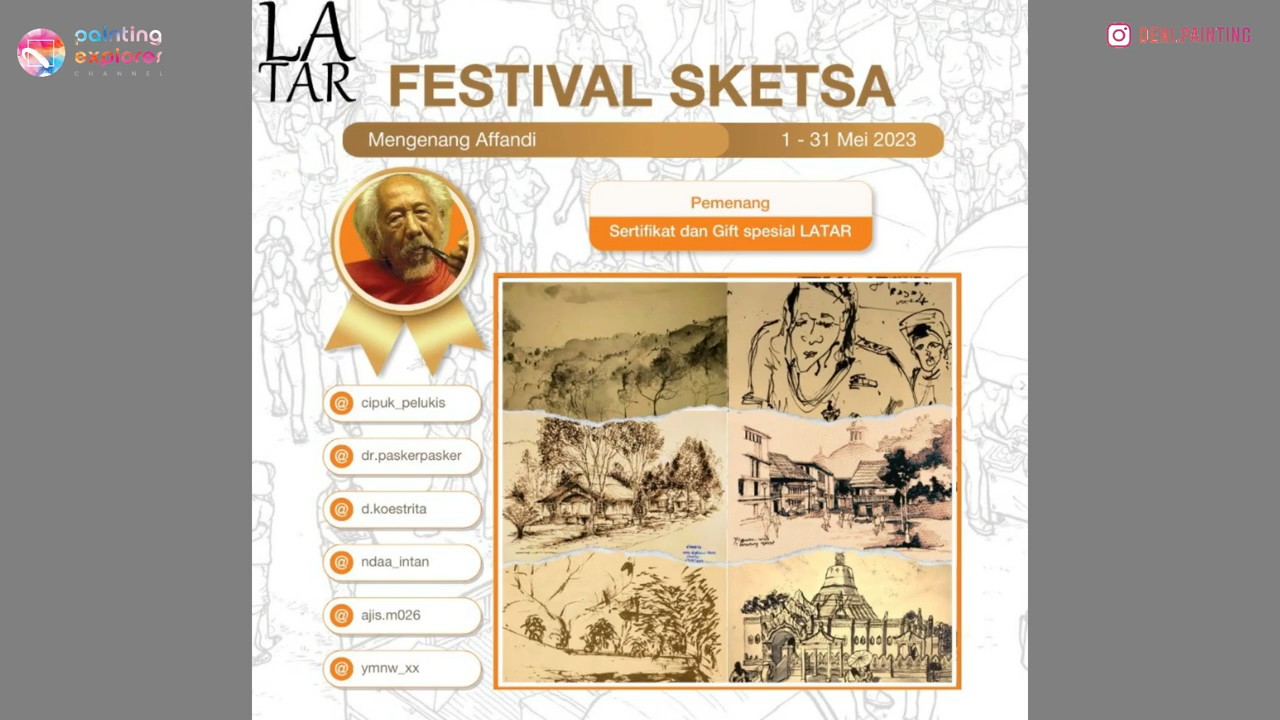 painting
explorer
CHANNEL
DENI.PAINTING
LA
TAR
FESTIVAL SKETSA
Mengenang Affandi
1 - 31 Mei 2023
Pemenang
Sertifikat dan Gift spesial LATAR
@ cipuk_pelukis
@ dr.paskerpasker
@ d.koestrita
@ ndaa_intan
@ ajis.m026
@ ymnw_xx